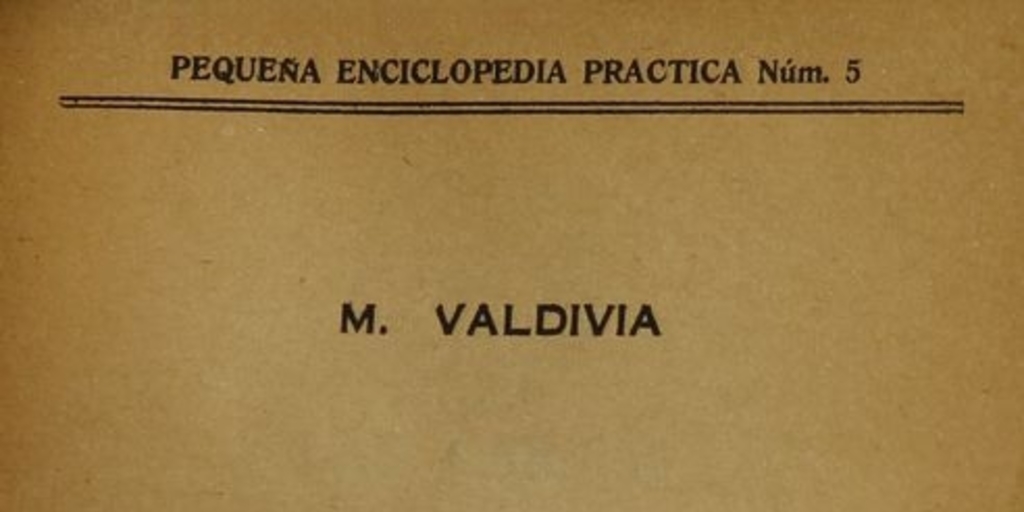 PEQUEÑA ENCICLOPEDIA PRACTICA Núm. 5
M. VALDIVIA